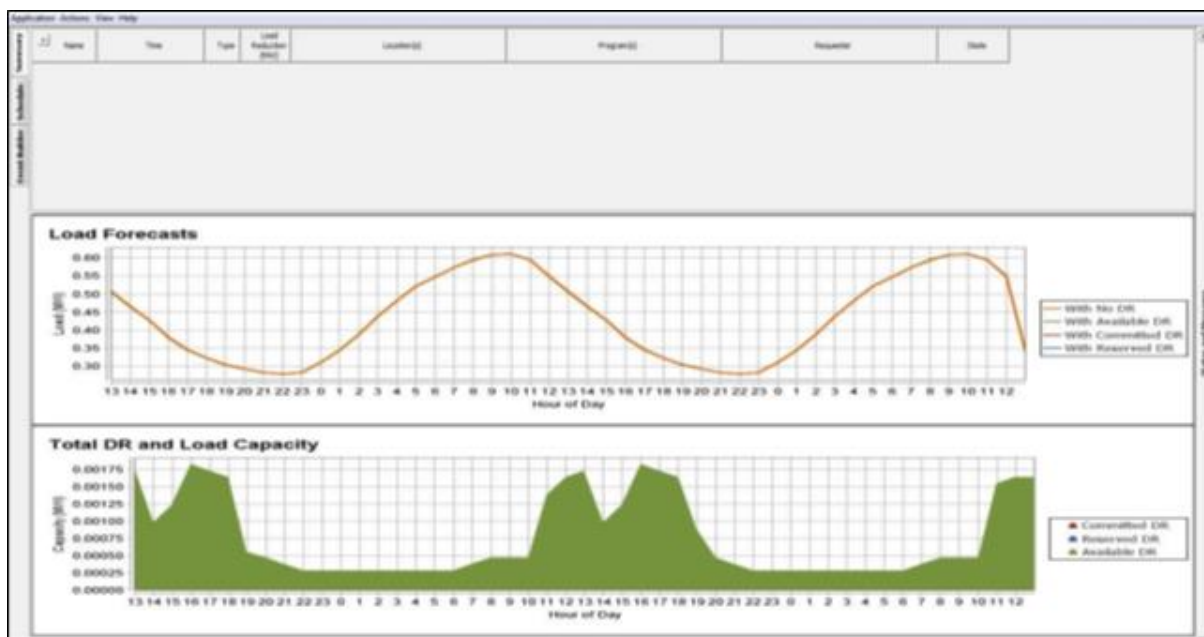 Application Actions View Help
Summary
Schedule
Event Builder
Name Time Type Load Reduction (MW) Location(s) Program(s) Requester State
Load Forecasts
Load (MW)
0.60
0.55
0.50
0.45
0.40
0.35
0.30
13 14 15 16 17 18 19 20 21 22 23 0 1 2 3 4 5 6 7 8 9 10 11 12 13 14 15 16 17 18 19 20 21 22 23 0 1 2 3 4 5 6 7 8 9 10 11 12
Hour of Day
With No DR
With Available DR
With Committed DR
With Reserved DR
Total DR and Load Capacity
Capacity (MW)
0.00175
0.00150
0.00125
0.00100
0.00075
0.00050
0.00025
0.00000
13 14 15 16 17 18 19 20 21 22 23 0 1 2 3 4 5 6 7 8 9 10 11 12 13 14 15 16 17 18 19 20 21 22 23 0 1 2 3 4 5 6 7 8 9 10 11 12
Hour of Day
Committed DR
Reserved DR
Available DR